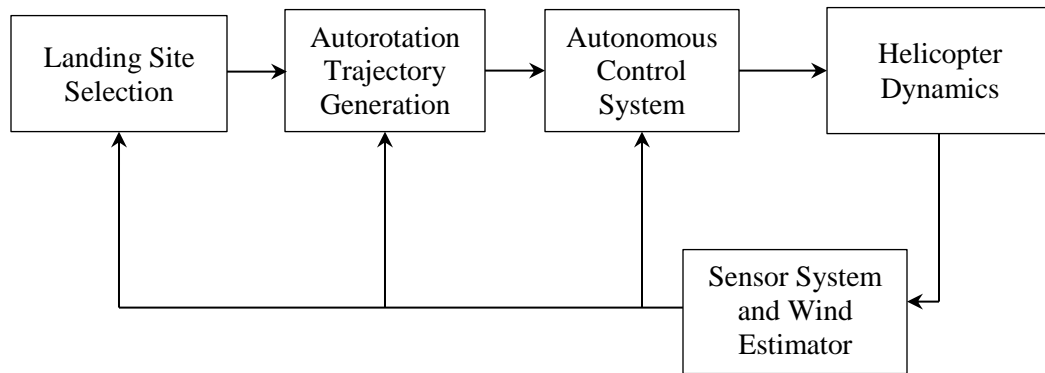 Landing Site
Selection
Autorotation
Trajectory
Generation
Autonomous
Control
System
Helicopter
Dynamics
Sensor System
and Wind
Estimator